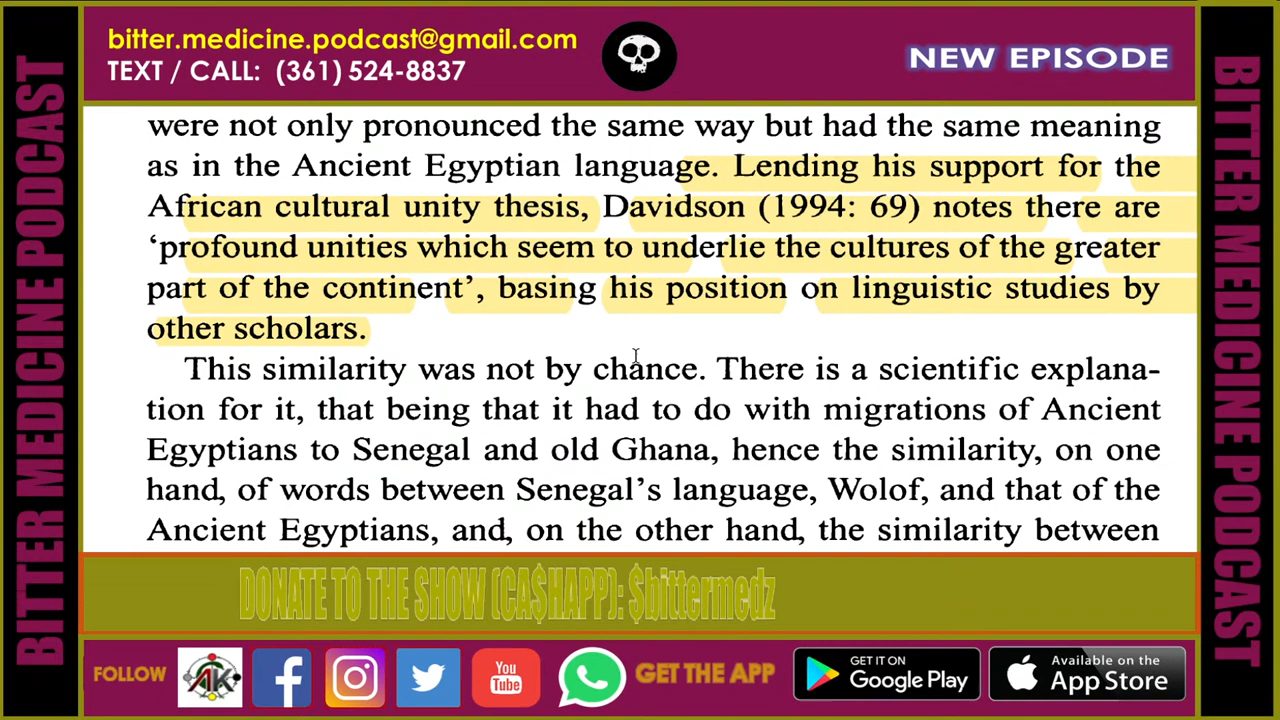 bitter.medicine.podcast@gmail.com
TEXT / CALL: (361) 524-8837
NEW EPISODE
BITTER MEDICINE PODCAST
were not only pronounced the same way but had the same meaning
as in the Ancient Egyptian language. Lending his support for the
African cultural unity thesis, Davidson (1994: 69) notes there are
‘profound unities which seem to underlie the cultures of the greater
part of the continent’, basing his position on linguistic studies by
other scholars.
This similarity was not by chance. There is a scientific explana-
tion for it, that being that it had to do with migrations of Ancient
Egyptians to Senegal and old Ghana, hence the similarity, on one
hand, of words between Senegal’s language, Wolof, and that of the
Ancient Egyptians, and, on the other hand, the similarity between
BITTER MEDICINE PODCAST
DONATE TO THE SHOW (CA$HAPP): $bittermedz
FOLLOW
ATK
You
Tube
GET THE APP
GET IT ON
Google Play
Available on the
App Store